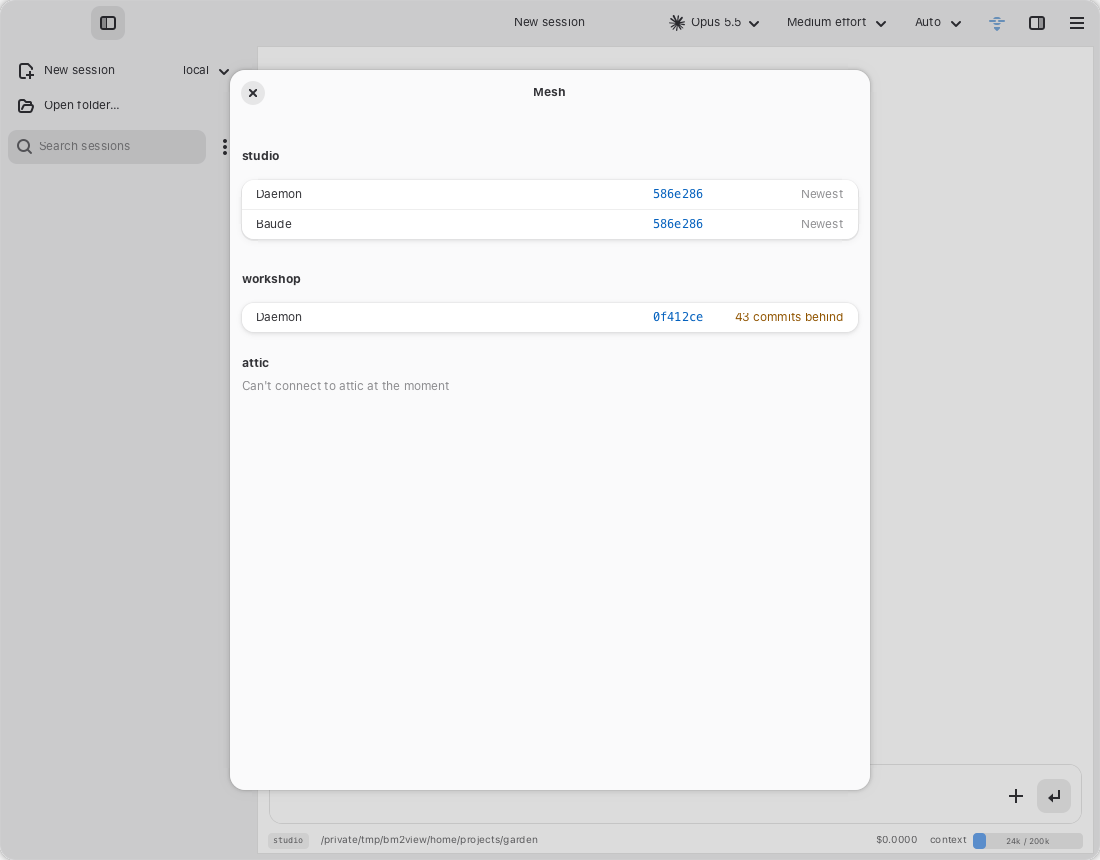 New session
Opus 5.5
Medium effort
Auto
New session
local
Open folder...
Search sessions
Mesh
studio
Daemon 586e286 Newest
Baude 586e286 Newest
workshop
Daemon 0f412ce 43 commits behind
attic
Can't connect to attic at the moment
studio /private/tmp/bm2view/home/projects/garden $0.0000 context 24k / 200k